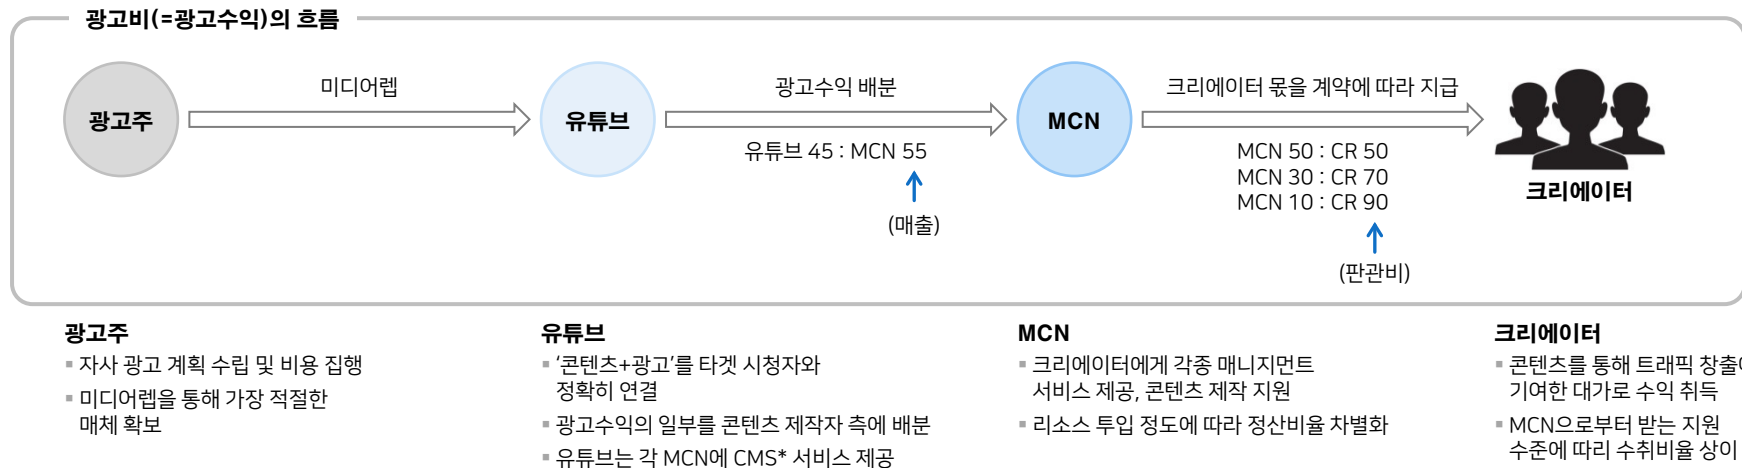 광고비(=광고수익)의 흐름
광고주
미디어렙
유튜브
광고수익 배분
유튜브 45 : MCN 55
(매출)
MCN
크리에이터 몫을 계약에 따라 지급
MCN 50 : CR 50
MCN 30 : CR 70
MCN 10 : CR 90
(판관비)
크리에이터
광고주
▪ 자사 광고 계획 수립 및 비용 집행
▪ 미디어렙을 통해 가장 적절한
매체 확보
유튜브
▪ ‘콘텐츠+광고’를 타겟 시청자와
정확히 연결
▪ 광고수익의 일부를 콘텐츠 제작자 측에 배분
▪ 유튜브는 각 MCN에 CMS* 서비스 제공
MCN
▪ 크리에이터에게 각종 매니지먼트
서비스 제공, 콘텐츠 제작 지원
▪ 리소스 투입 정도에 따라 정산비율 차별화
크리에이터
▪ 콘텐츠를 통해 트래픽 창출
기여한 대가로 수익 취득
▪ MCN으로부터 받는 지원
수준에 따리 수취비율 상이